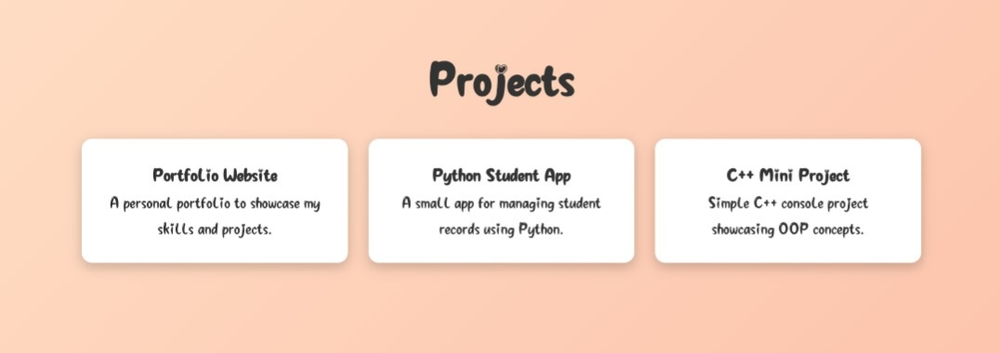 Projects
Portfolio Website
A personal portfolio to showcase my
skills and projects.
Python Student App
A small app for managing student
records using Python.
C++ Mini Project
Simple C++ console project
showcasing OOP concepts.